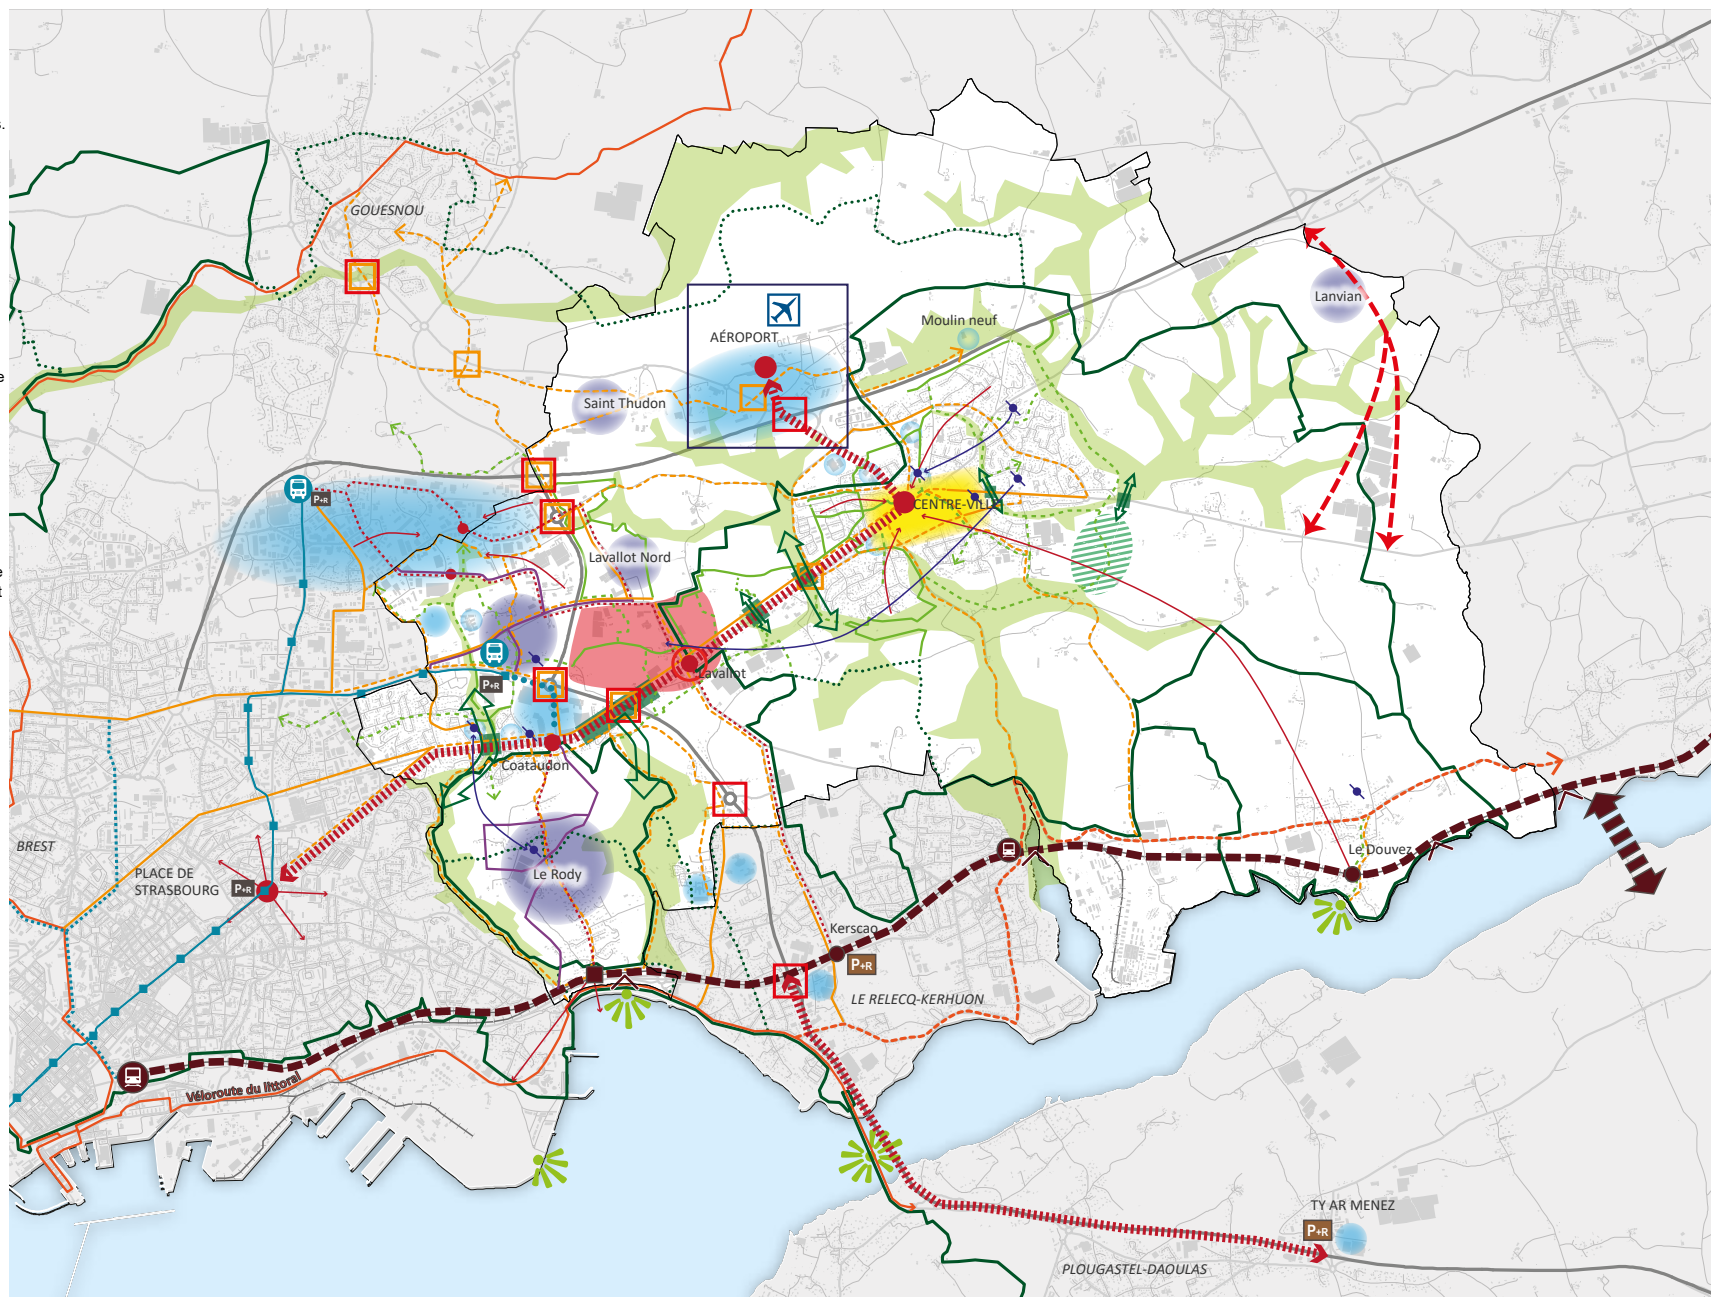 s.
GOUESNOU
Lanvian
Moulin neuf
AÉROPORT
e
Saint Thudon
P+R
CENTRE-VILLE
Lavallot Nord
e
t
P+R
Lavallot
Coataudon
BREST
PLACE DE
STRASBOURG
P+R
Le Rody
Le Douvez
Kerscao
P+R
LE RELECQ-KERHUON
Véloroute du littoral
TY AR MENEZ
P+R
PLOUGASTEL-DAOULAS